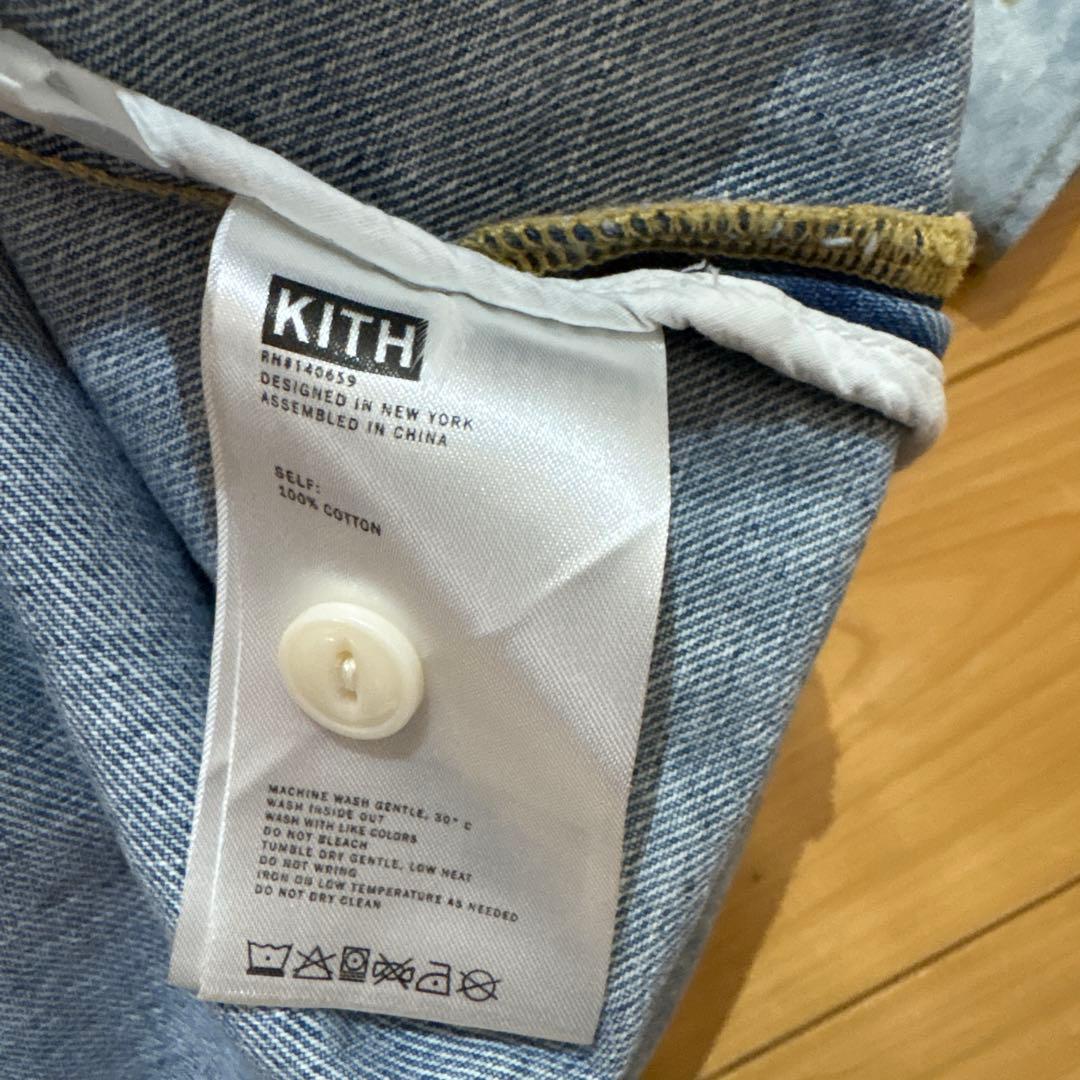 KITH
RN#140659
DESIGNED IN NEW YORK
ASSEMBLED IN CHINA
SELF:
100% COTTON
MACHINE WASH GENTLE, 30° C
WASH INSIDE OUT
WASH WITH LIKE COLORS
DO NOT BLEACH
TUMBLE DRY GENTLE, LOW HEAT
DO NOT WRING
IRON ON LOW TEMPERATURE AS NEEDED
DO NOT DRY CLEAN